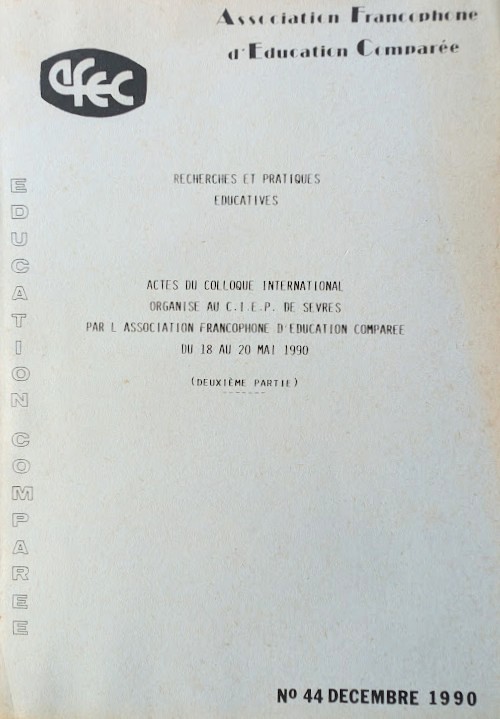 Association Francophone
d'Education Comparée
afec
RECHERCHES ET PRATIQUES
EDUCATIVES
ACTES DU COLLOQUE INTERNATIONAL
ORGANISE AU C.I.E.P. DE SEVRES
PAR L ASSOCIATION FRANCOPHONE D'EDUCATION COMPAREE
DU 18 AU 20 MAI 1990
(DEUXIÈME PARTIE)
EDUCATION COMPAREE
Nº 44 DECEMBRE 1990